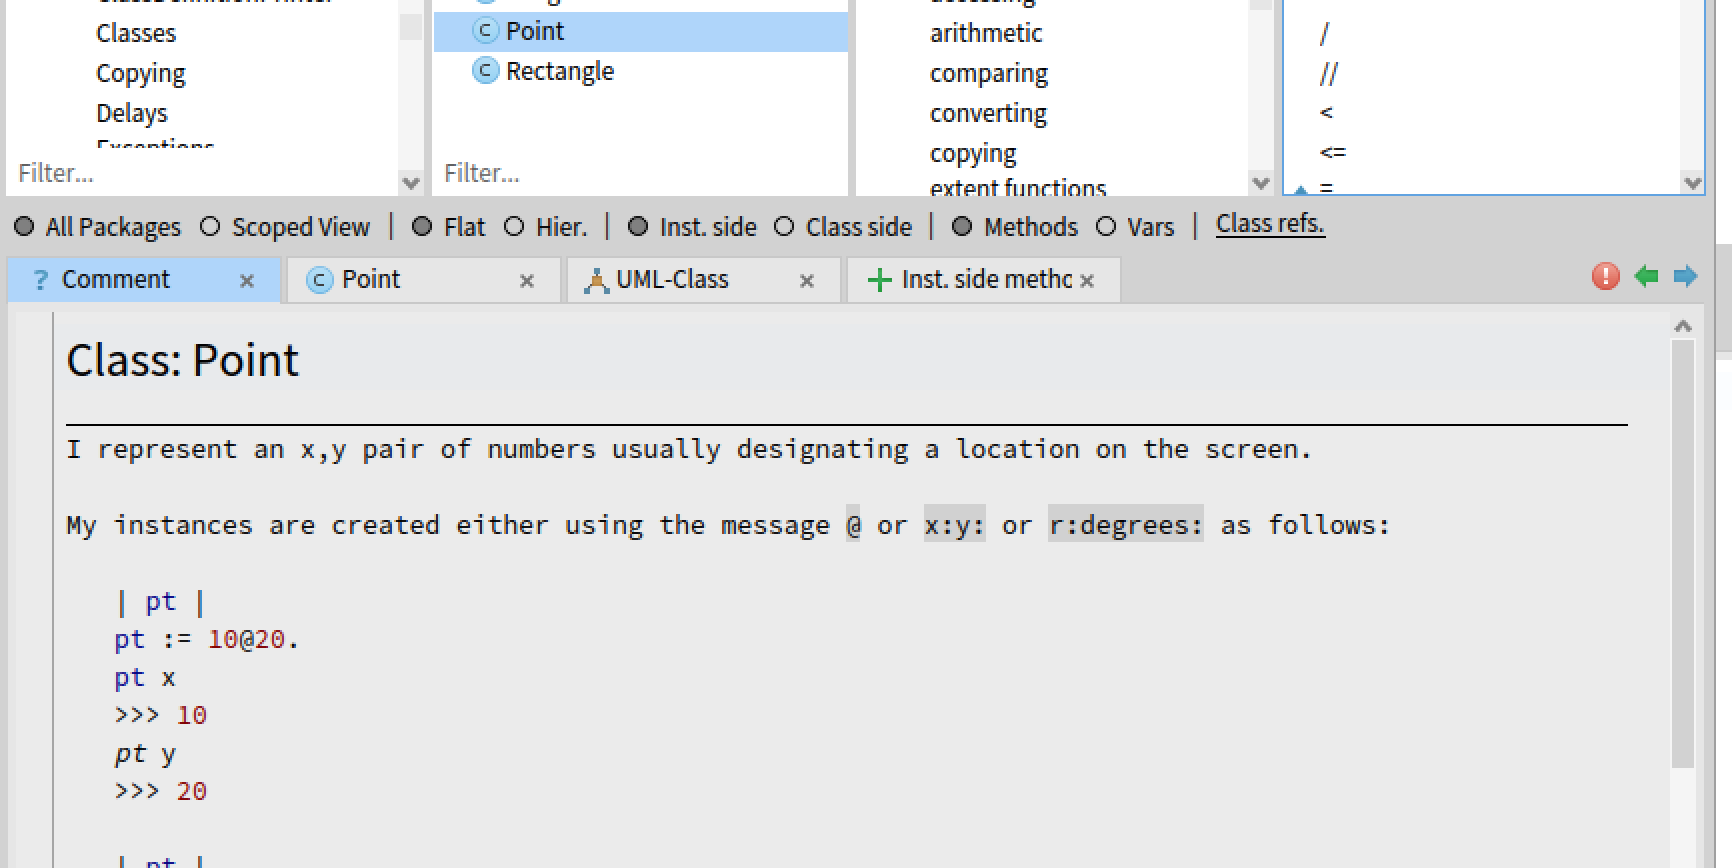 Classes
Copying
Delays
Exceptions
Filter...
Point
Rectangle
Filter...
arithmetic
comparing
converting
copying
extent functions
/
//
<
<=
=
All Packages Scoped View | Flat Hier. | Inst. side Class side | Methods Vars | Class refs.
? Comment × C Point × UML-Class × Inst. side metho ×
Class: Point
I represent an x,y pair of numbers usually designating a location on the screen.
My instances are created either using the message @ or x:y: or r:degrees: as follows:
| pt |
pt := 10@20.
pt x
>>> 10
pt y
>>> 20
| pt |